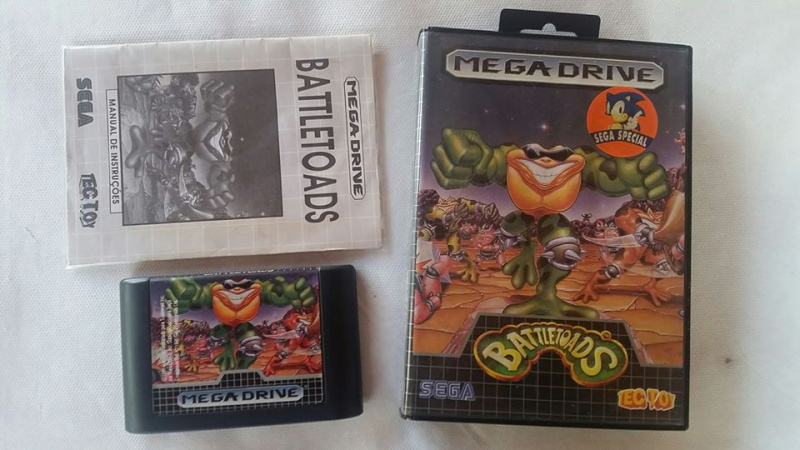 MEGA DRIVE
BATTLETOADS
MANUAL DE INSTRUÇÕES
SEGA
TEC TOY
MEGA DRIVE
SEGA SPECIAL
BATTLETOADS
SEGA
TEC TOY
MEGA DRIVE